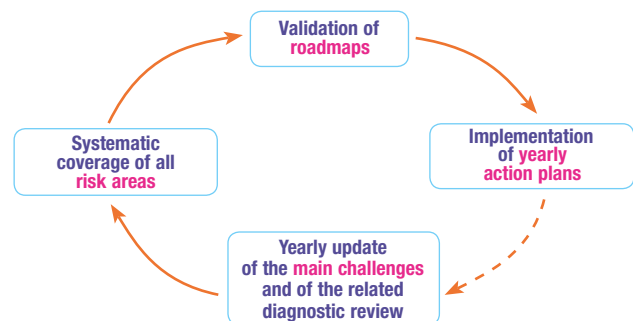 Validation of
roadmaps
Implementation
of yearly
action plans
Yearly update
of the main challenges
and of the related
diagnostic review
Systematic
coverage of all
risk areas